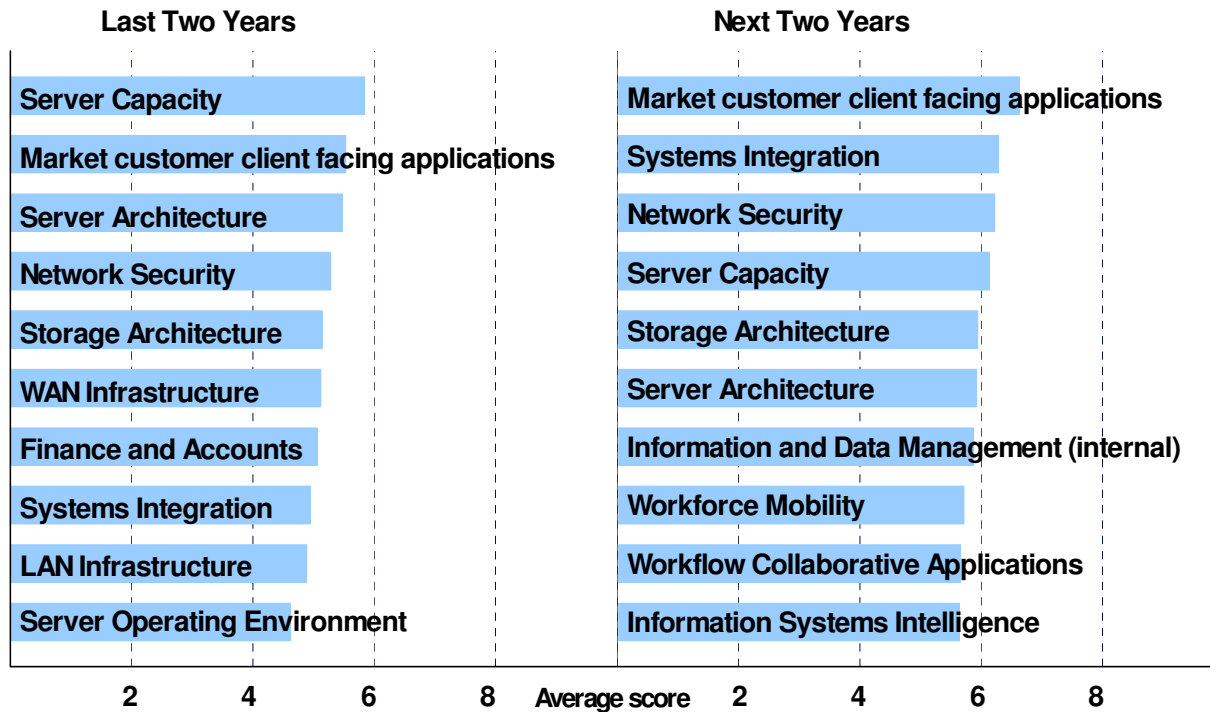 Last Two Years
Server Capacity
Market customer client facing applications
Server Architecture
Network Security
Storage Architecture
WAN Infrastructure
Finance and Accounts
Systems Integration
LAN Infrastructure
Server Operating Environment
2 4 6 8 Average score
Next Two Years
Market customer client facing applications
Systems Integration
Network Security
Server Capacity
Storage Architecture
Server Architecture
Information and Data Management (internal)
Workforce Mobility
Workflow Collaborative Applications
Information Systems Intelligence
2 4 6 8